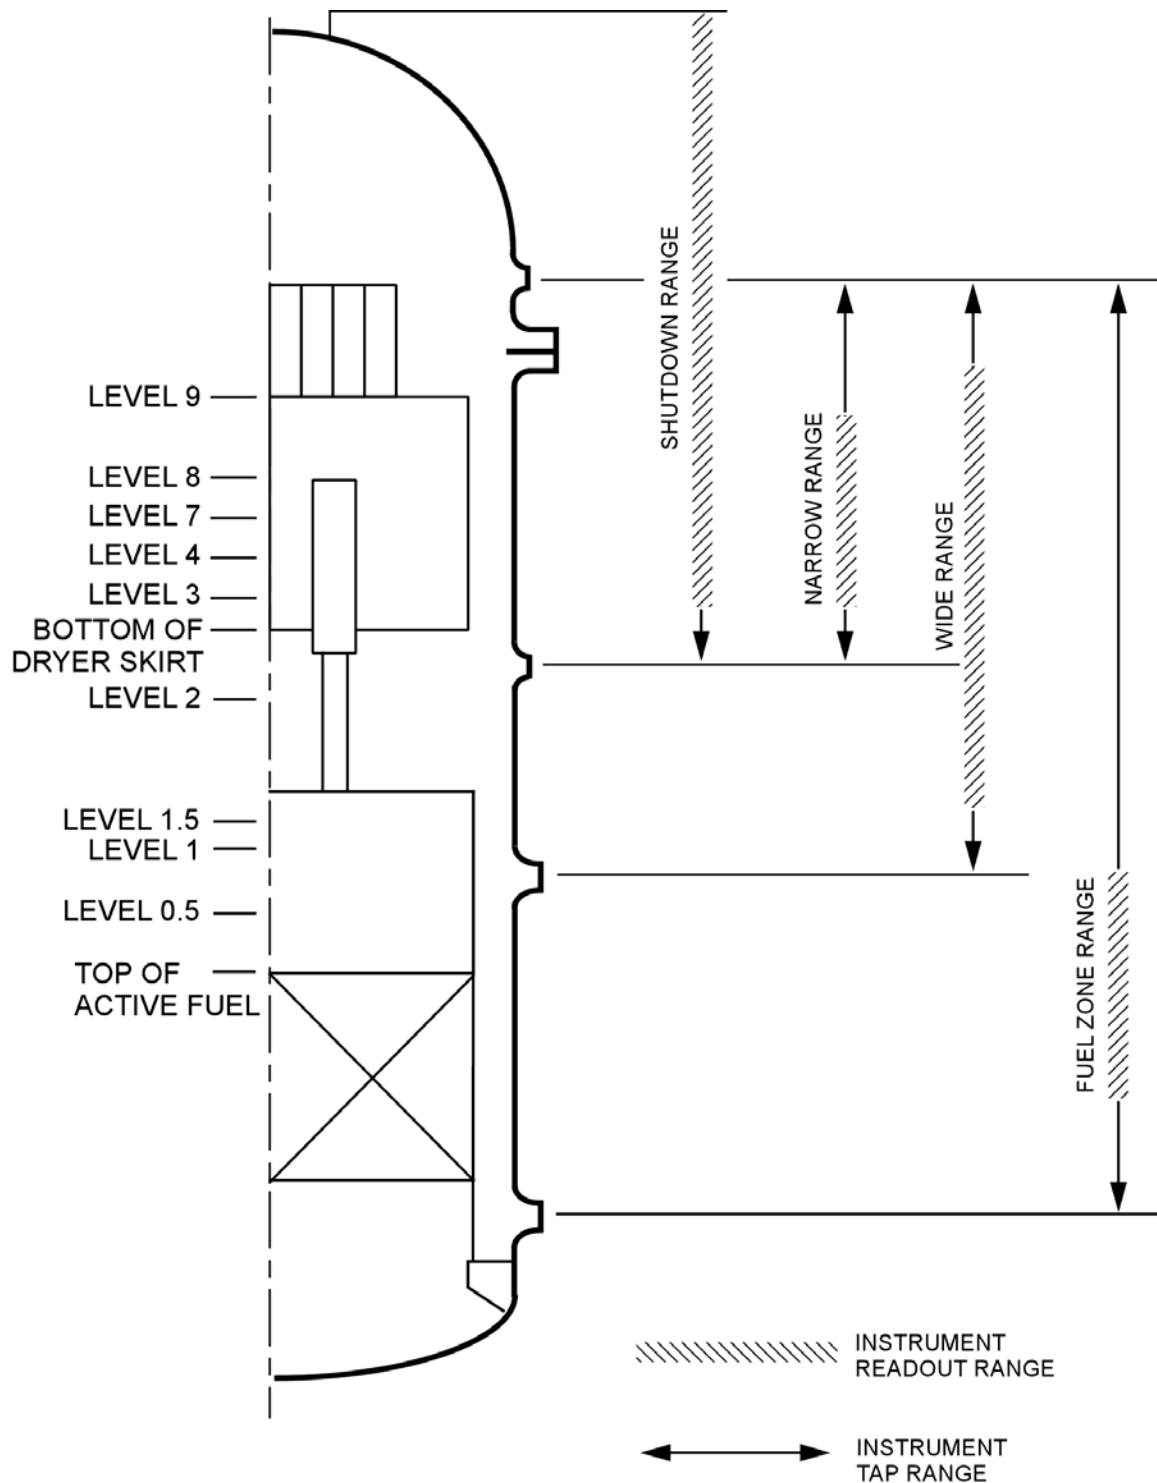 SHUTDOWN RANGE
NARROW RANGE
WIDE RANGE
FUEL ZONE RANGE
LEVEL 9
LEVEL 8
LEVEL 7
LEVEL 4
LEVEL 3
BOTTOM OF
DRYER SKIRT
LEVEL 2
LEVEL 1.5
LEVEL 1
LEVEL 0.5
TOP OF
ACTIVE FUEL
INSTRUMENT
READOUT RANGE
INSTRUMENT
TAP RANGE